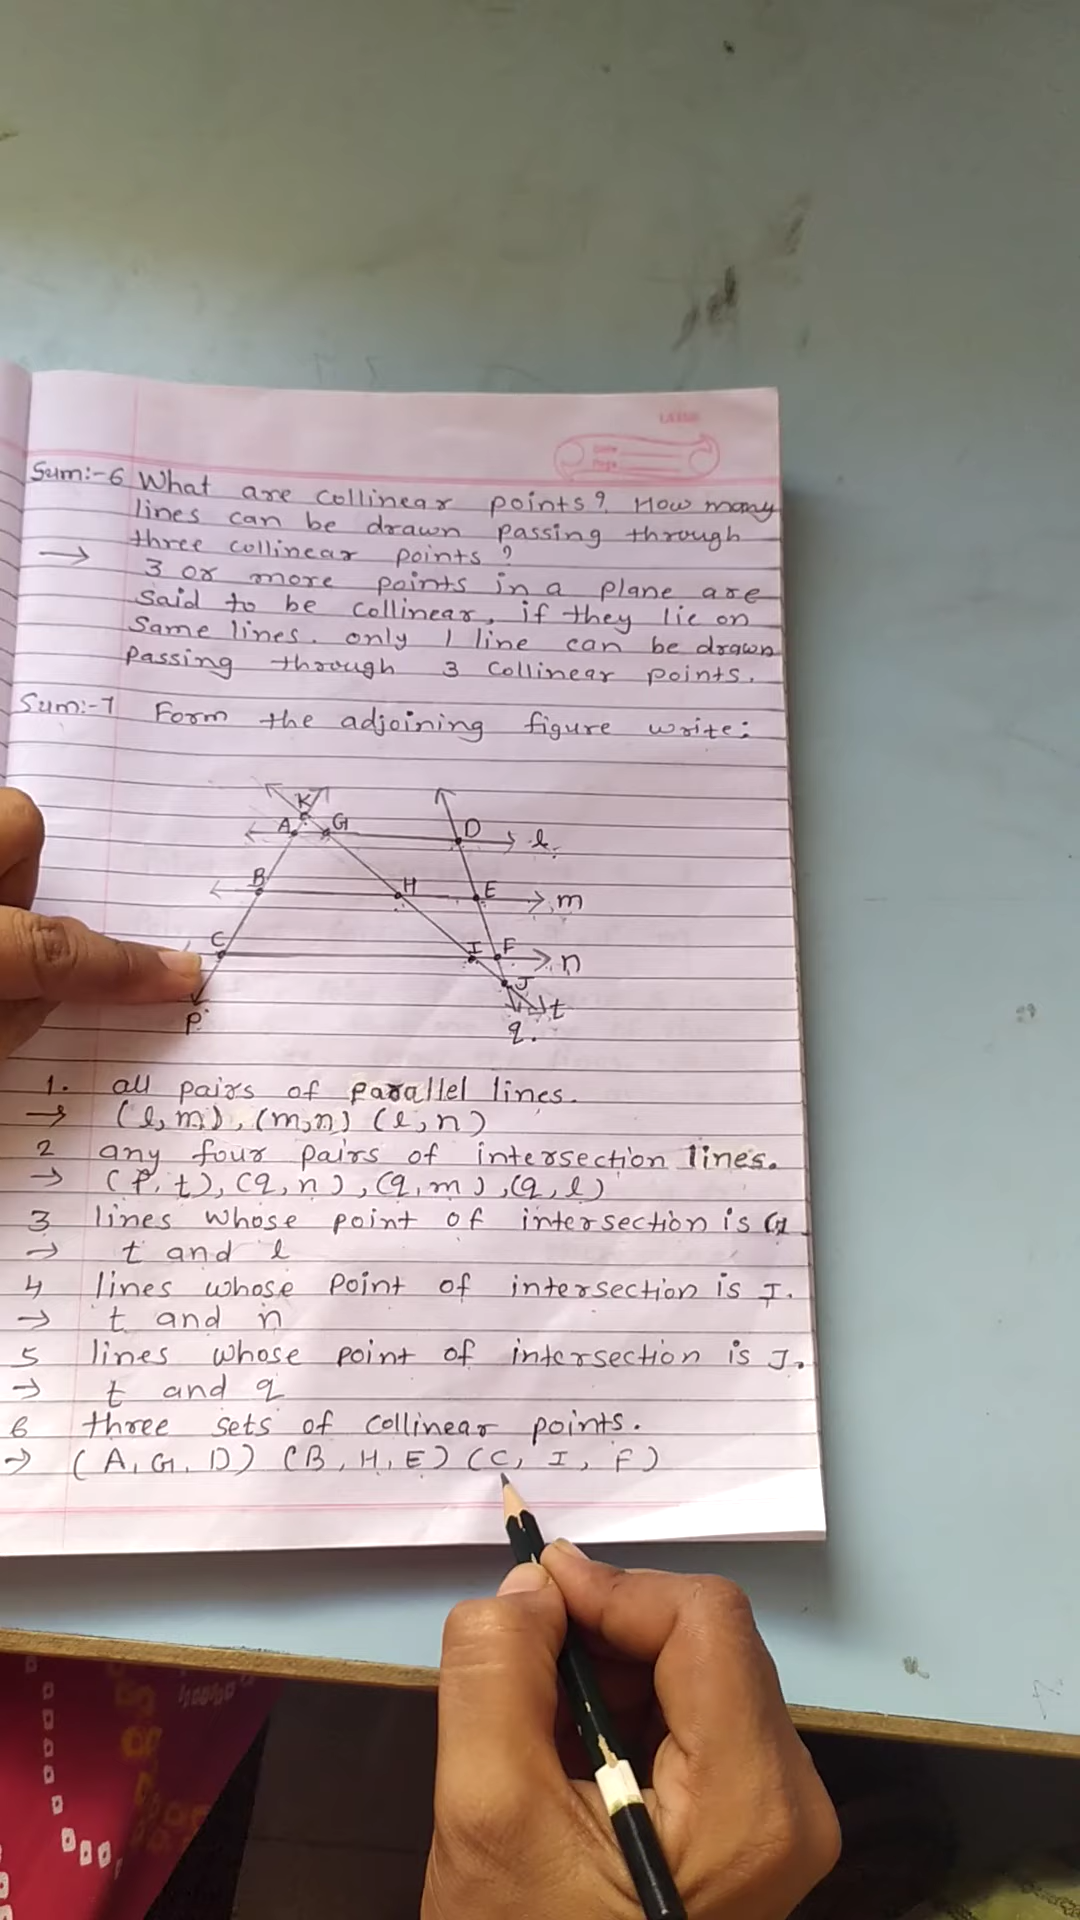 Sum:-6 What are collinear points? How many
lines can be drawn passing through
three collinear points?
→ 3 or more points in a plane are
said to be collinear, if they lie on
same lines. only 1 line can be drawn
Passing through 3 collinear points.
Sum:-7 Form the adjoining figure write:
K
A G D l
B H E m
C I F n
J
t
P q.
1. all pairs of parallel lines.
→ (l, m), (m,n) (l, n)
2 any four pairs of intersection lines.
→ (P, t), (q, n), (q, m), (q, l)
3 lines whose point of intersection is G
→ t and l
4 lines whose point of intersection is I.
→ t and n
5 lines whose point of intersection is J.
→ t and q
6 three sets of collinear points.
→ (A, G, D) (B, H, E) (C, I, F)